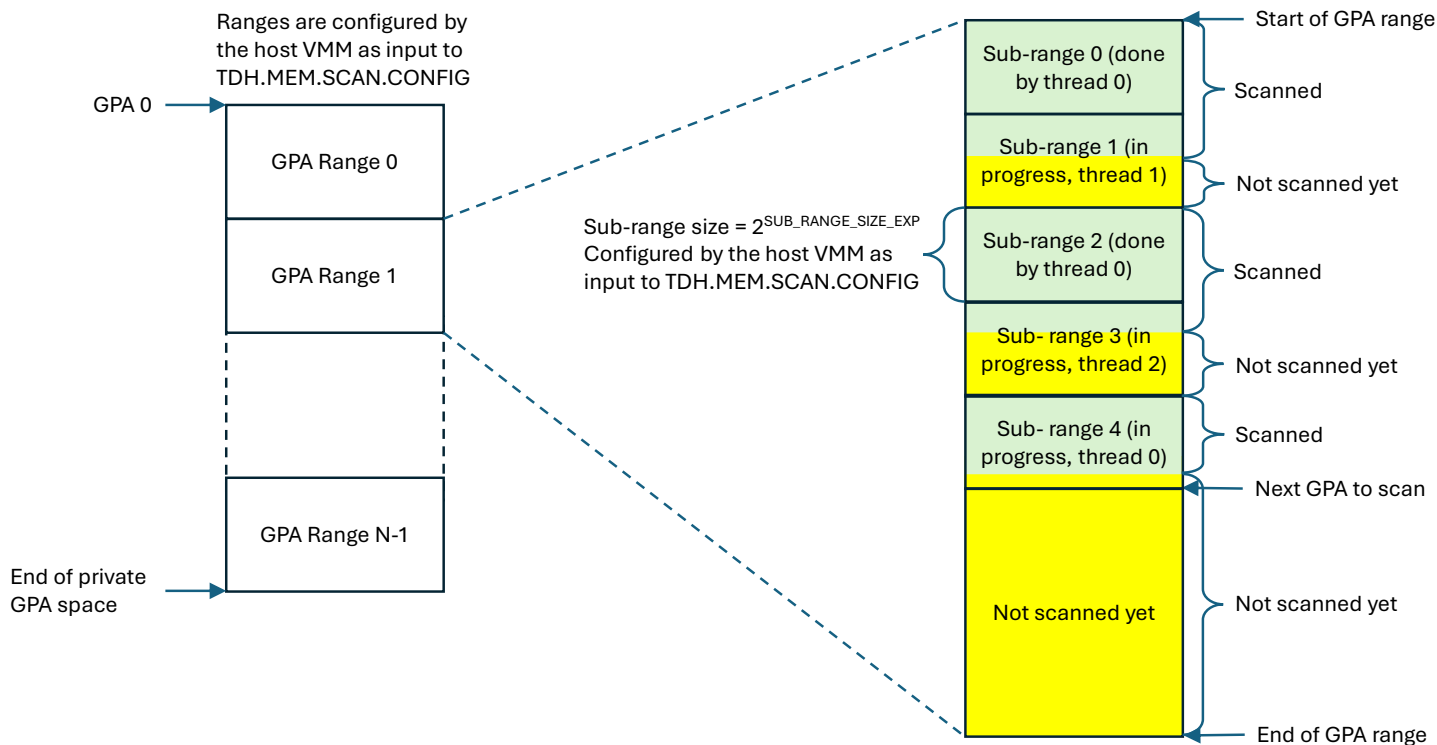 Ranges are configured by
the host VMM as input to
TDH.MEM.SCAN.CONFIG
GPA 0
GPA Range 0
GPA Range 1
GPA Range N-1
End of private
GPA space
Sub-range size = 2^SUB_RANGE_SIZE_EXP
Configured by the host VMM as
input to TDH.MEM.SCAN.CONFIG
Sub-range 0 (done
by thread 0)
Sub-range 1 (in
progress, thread 1)
Sub-range 2 (done
by thread 0)
Sub- range 3 (in
progress, thread 2)
Sub- range 4 (in
progress, thread 0)
Not scanned yet
Start of GPA range
Scanned
Not scanned yet
Scanned
Not scanned yet
Scanned
Next GPA to scan
Not scanned yet
End of GPA range